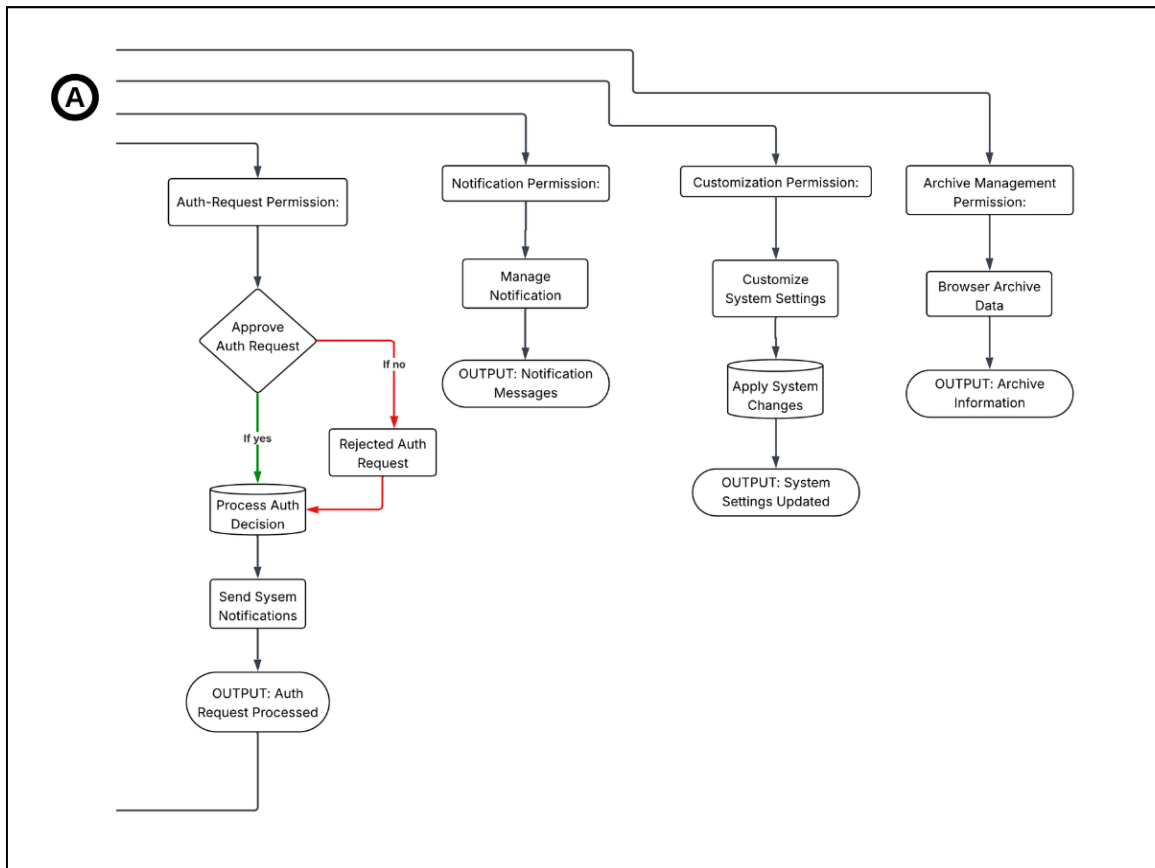 A
Auth-Request Permission:
Approve
Auth Request
If no
If yes
Rejected Auth
Request
Process Auth
Decision
Send Sysem
Notifications
OUTPUT: Auth
Request Processed
Notification Permission:
Manage
Notification
OUTPUT: Notification
Messages
Customization Permission:
Customize
System Settings
Apply System
Changes
OUTPUT: System
Settings Updated
Archive Management
Permission:
Browser Archive
Data
OUTPUT: Archive
Information